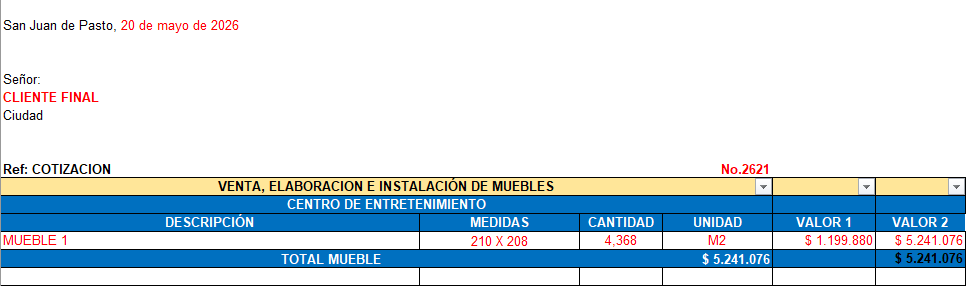 San Juan de Pasto, 20 de mayo de 2026
Señor:
CLIENTE FINAL
Ciudad
Ref: COTIZACION No.2621
VENTA, ELABORACION E INSTALACIÓN DE MUEBLES
CENTRO DE ENTRETENIMIENTO
DESCRIPCIÓN MEDIDAS CANTIDAD UNIDAD VALOR 1 VALOR 2
MUEBLE 1 210 X 208 4,368 M2 $ 1.199.880 $ 5.241.076
TOTAL MUEBLE $ 5.241.076 $ 5.241.076